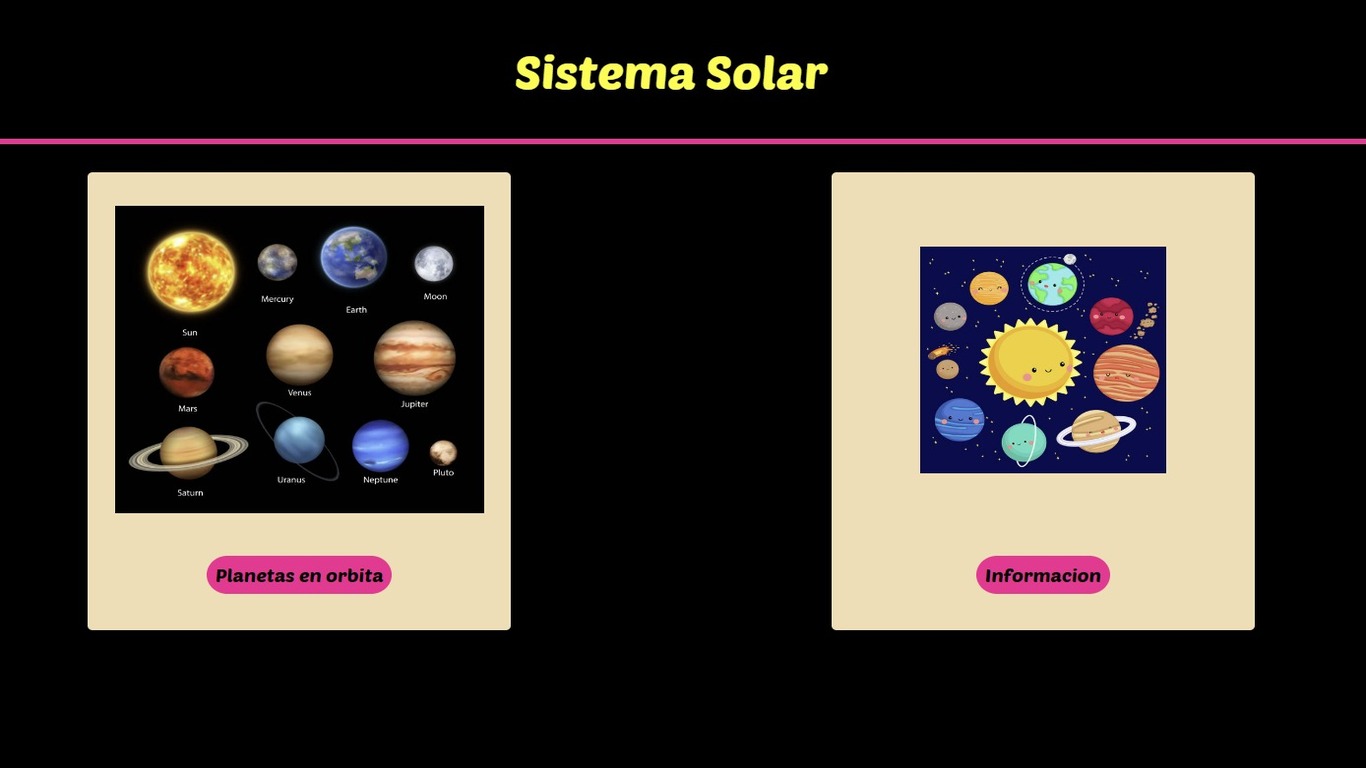 Sistema Solar
Sun
Mercury
Earth
Moon
Mars
Venus
Jupiter
Saturn
Uranus
Neptune
Pluto
Planetas en orbita
Informacion